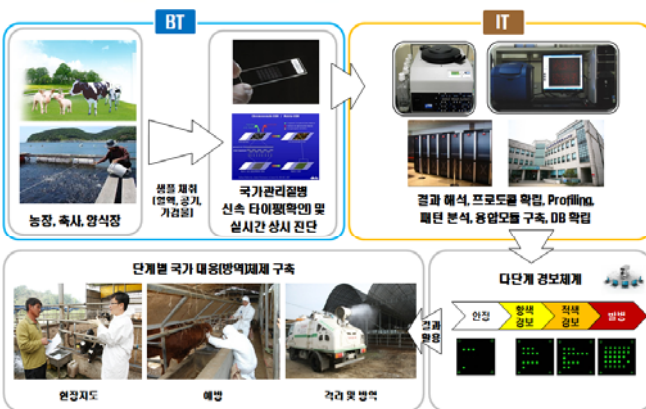 BT
IT
샘플 채취
(혈액, 공기,
가검물)
농장, 축사, 양식장
국가관리질병
신속 타이핑(확인) 및
실시간 상시 진단
결과 해석, 프로토콜 확립, Profiling,
패턴 분석, 융합모듈 구축, DB 확립
단계별 국가 대응(방역)체제 구축
다단계 경보체계
안정
황색
경보
적색
경보
발병
결과
활용
현장지도
예방
격리 및 방역